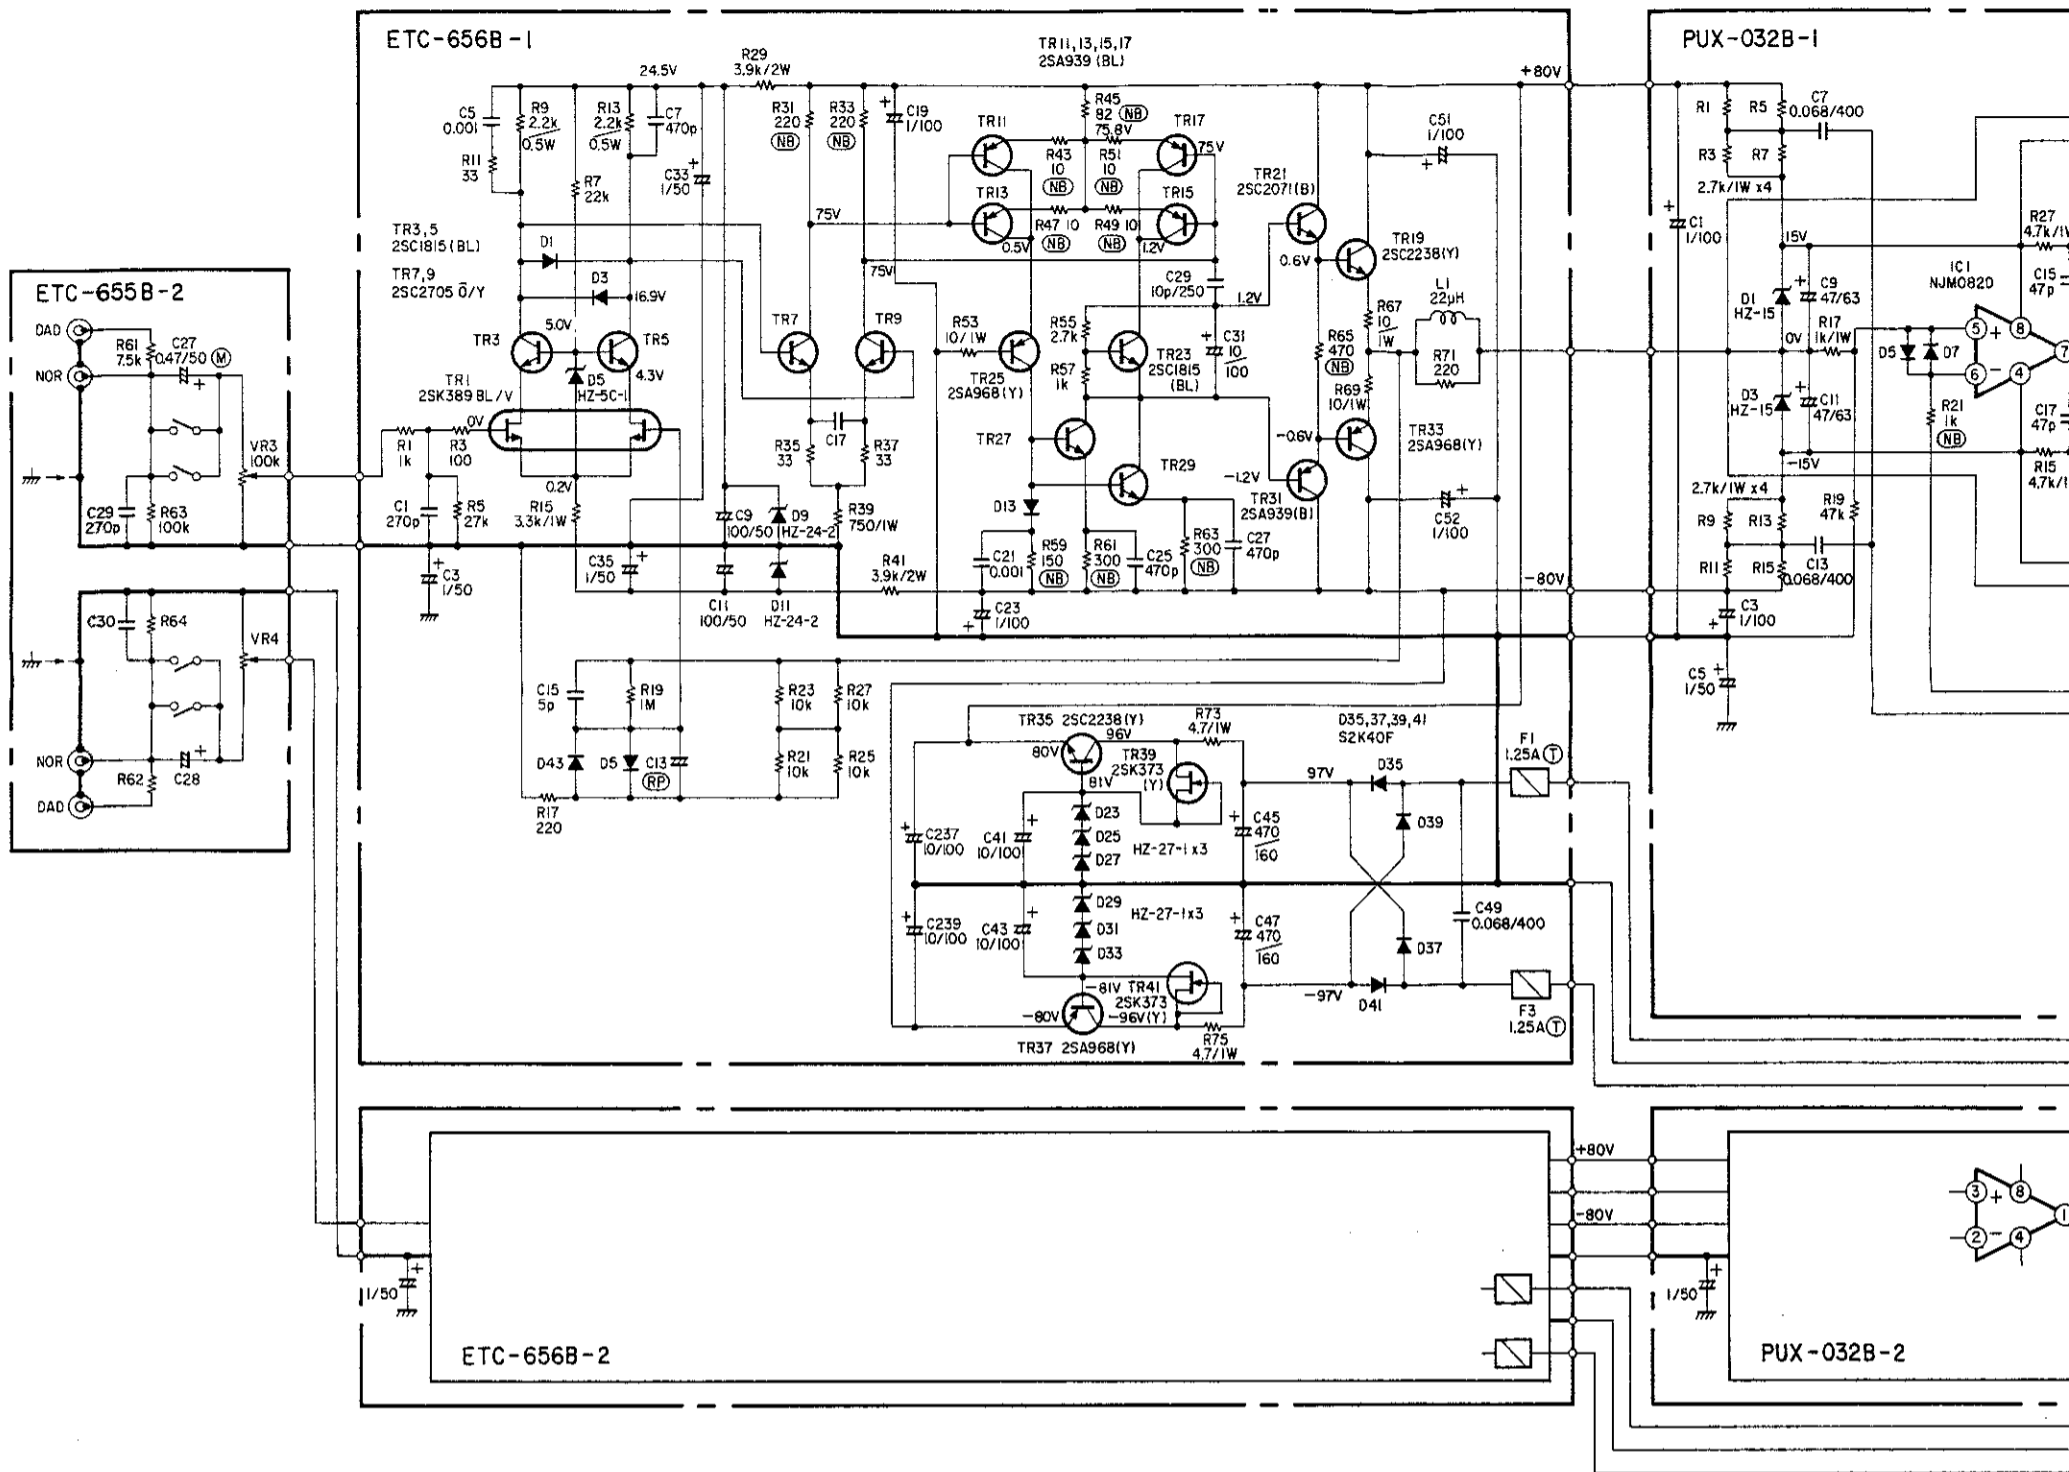 ETC-655B-2
DAD
NOR
R61
7.5k
C27
0.47/50 (M)
VR3
100k
C29
270p
R63
100k
C30
R64
VR4
NOR
R62
C28
DAD
ETC-656B-1
24.5V
R29
3.9k/2W
C5
0.001
R9
2.2k
0.5W
R13
2.2k
0.5W
C7
470p
R11
33
R7
22k
C33
1/50
TR3,5
2SC1815(BL)
TR7,9
2SC2705 O/Y
D1
D3
16.9V
5.0V
TR3
TR5
4.3V
D5
HZ-5C-1
TR1
2SK389 BL/V
0V
R1
1k
R3
100
C1
270p
R5
27k
0.2V
R15
3.3k/1W
C3
1/50
C35
1/50
C9
100/50
D9
HZ-24-2
C11
100/50
D11
HZ-24-2
R31
220
(NB)
R33
220
(NB)
C19
1/100
75V
75V
TR7
TR9
C17
R35
33
R37
33
R39
750/1W
R41
3.9k/2W
TR11,13,15,17
2SA939 (BL)
R45
82 (NB)
75.8V
TR11
TR17
75V
R43
10
(NB)
R51
10
(NB)
TR13
TR15
R47 10
(NB)
R49 10
(NB)
0.5V
1.2V
C29
10p/250
1.2V
R53
10/1W
TR25
2SA968(Y)
R55
2.7k
R57
1k
TR23
2SC1815
(BL)
C31
10
100
TR27
TR29
D13
C21
0.001
R59
150
(NB)
R61
300
(NB)
C25
470p
R63
300
(NB)
C27
470p
C23
1/100
TR21
2SC2071(B)
0.6V
C51
1/100
TR19
2SC2238(Y)
R67
10
1W
L1
22µH
R71
220
R65
470
(NB)
R69
10/1W
TR33
2SA968(Y)
-0.6V
-1.2V
TR31
2SA939(B)
C52
1/100
+80V
-80V
C15
5p
R19
1M
R23
10k
R27
10k
D43
D5
C13
(RP)
R21
10k
R25
10k
R17
220
TR35 2SC2238(Y)
80V
96V
81V
R73
4.7/1W
TR39
2SK373
(Y)
D35,37,39,41
S2K40F
F1
1.25A (T)
97V
D35
D39
C237
10/100
C41
10/100
D23
D25
D27
HZ-27-1x3
C45
470
160
C239
10/100
C43
10/100
D29
D31
D33
HZ-27-1x3
C47
470
160
C49
0.068/400
D37
D41
-97V
-81V
TR41
2SK373
(Y)
-80V
-96V
TR37 2SA968(Y)
R75
4.7/1W
F3
1.25A (T)
PUX-032B-1
R1
R5
C7
0.068/400
R3
R7
2.7k/1W x4
C1
1/100
15V
R27
IC1
NJM082D
C15
47p
D1
HZ-15
C9
47/63
R17
1k/1W
0V
D5
D7
5
+
6
-
8
4
7
D3
HZ-15
C11
47/63
R21
1k
(NB)
C17
47p
-15V
R15
2.7k/1W x4
R19
47k
R9
R13
R11
R15
C13
0.068/400
C3
1/100
C5
1/50
ETC-656B-2
1/50
+80V
-80V
PUX-032B-2
1/50
3
+
2
-
8
4
1